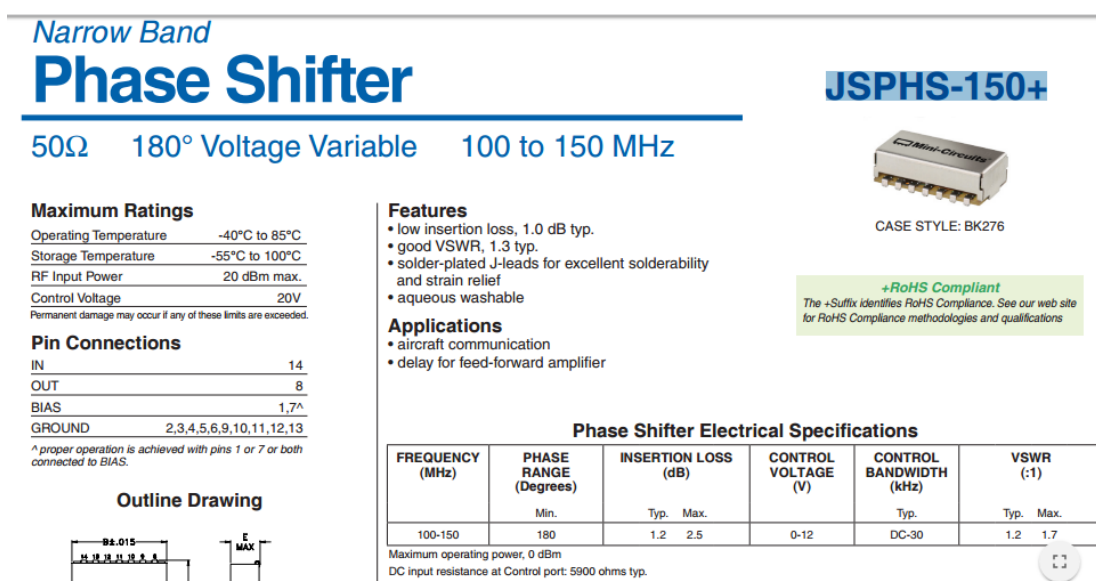 Narrow Band
Phase Shifter
JSPHS-150+
50Ω 180° Voltage Variable 100 to 150 MHz
Mini-Circuits
CASE STYLE: BK276
+RoHS Compliant
The +Suffix identifies RoHS Compliance. See our web site
for RoHS Compliance methodologies and qualifications
Maximum Ratings
Operating Temperature -40°C to 85°C
Storage Temperature -55°C to 100°C
RF Input Power 20 dBm max.
Control Voltage 20V
Permanent damage may occur if any of these limits are exceeded.
Pin Connections
IN 14
OUT 8
BIAS 1,7^
GROUND 2,3,4,5,6,9,10,11,12,13
^ proper operation is achieved with pins 1 or 7 or both
connected to BIAS.
Outline Drawing
B±.015
E
MAX
14 13 12 11 10 9 8
Features
• low insertion loss, 1.0 dB typ.
• good VSWR, 1.3 typ.
• solder-plated J-leads for excellent solderability
and strain relief
• aqueous washable
Applications
• aircraft communication
• delay for feed-forward amplifier
Phase Shifter Electrical Specifications
FREQUENCY (MHz) PHASE RANGE (Degrees) INSERTION LOSS (dB) CONTROL VOLTAGE (V) CONTROL BANDWIDTH (kHz) VSWR (:1)
Min. Typ. Max. Typ. Typ. Max.
100-150 180 1.2 2.5 0-12 DC-30 1.2 1.7
Maximum operating power, 0 dBm
DC input resistance at Control port: 5900 ohms typ.